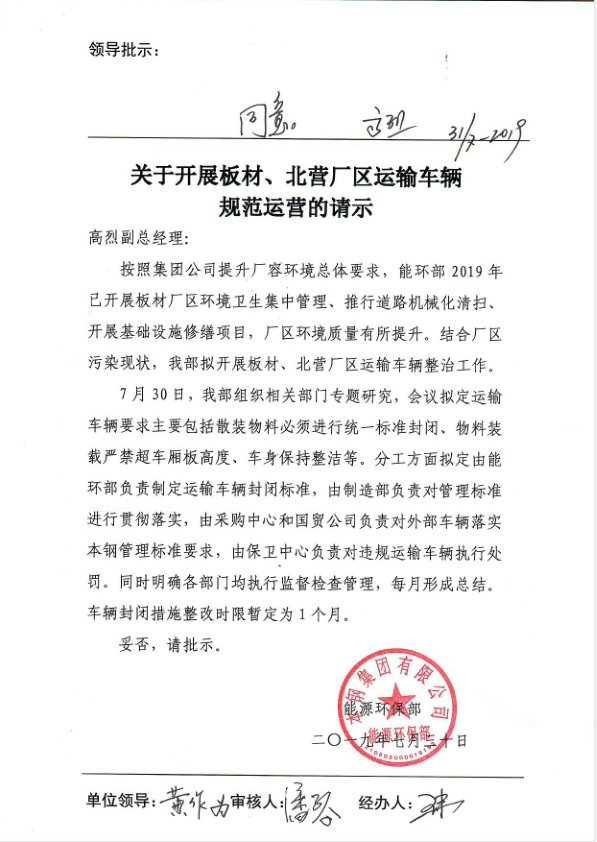 领导批示：
同意。 高烈 31/7-2019
关于开展板材、北营厂区运输车辆
规范运营的请示
高烈副总经理：
按照集团公司提升厂容环境总体要求，能环部 2019 年
已开展板材厂区环境卫生集中管理、推行道路机械化清扫、
开展基础设施修缮项目，厂区环境质量有所提升。结合厂区
污染现状，我部拟开展板材、北营厂区运输车辆整治工作。
7 月 30 日，我部组织相关部门专题研究，会议拟定运输
车辆要求主要包括散装物料必须进行统一标准封闭、物料装
载严禁超车厢板高度、车身保持整洁等。分工方面拟定由能
环部负责制定运输车辆封闭标准，由制造部负责对管理标准
进行贯彻落实，由采购中心和国贸公司负责对外部车辆落实
本钢管理标准要求，由保卫中心负责对违规运输车辆执行处
罚。同时明确各部门均执行监督检查管理，每月形成总结。
车辆封闭措施整改时限暂定为 1 个月。
妥否，请批示。
本钢集团有限公司
能源环保部
能源环保部
二〇一九年七月三十日
单位领导：黄作为 审核人： 经办人：